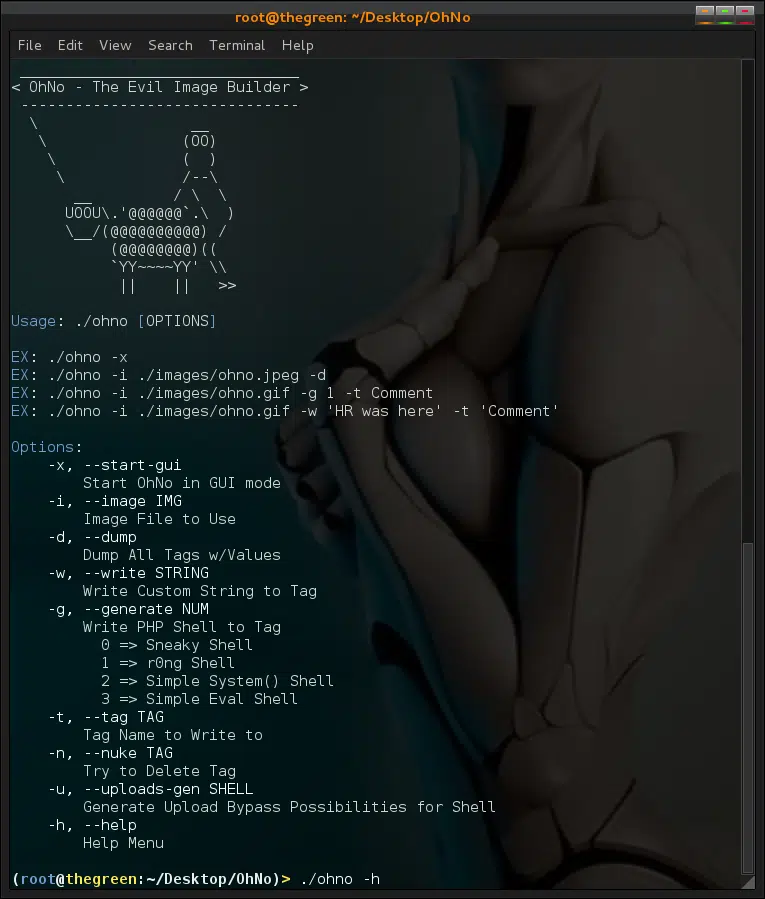 root@thegreen: ~/Desktop/OhNo
File Edit View Search Terminal Help
 _______________________________
< OhNo - The Evil Image Builder >
 -------------------------------
  \                 __
   \               (OO)
    \              (  )
     \             /--\
       __         / \  \
      UOOU\.'@@@@@@`.\  )
      \__/(@@@@@@@@@@) /
           (@@@@@@@@)((
           `YY~~~~YY' \\
            ||    ||   >>
Usage: ./ohno [OPTIONS]
EX: ./ohno -x
EX: ./ohno -i ./images/ohno.jpeg -d
EX: ./ohno -i ./images/ohno.gif -g 1 -t Comment
EX: ./ohno -i ./images/ohno.gif -w 'HR was here' -t 'Comment'
Options:
    -x, --start-gui
        Start OhNo in GUI mode
    -i, --image IMG
        Image File to Use
    -d, --dump
        Dump All Tags w/Values
    -w, --write STRING
        Write Custom String to Tag
    -g, --generate NUM
        Write PHP Shell to Tag
          0 => Sneaky Shell
          1 => r0ng Shell
          2 => Simple System() Shell
          3 => Simple Eval Shell
    -t, --tag TAG
        Tag Name to Write to
    -n, --nuke TAG
        Try to Delete Tag
    -u, --uploads-gen SHELL
        Generate Upload Bypass Possibilities for Shell
    -h, --help
        Help Menu
(root@thegreen:~/Desktop/OhNo)> ./ohno -h